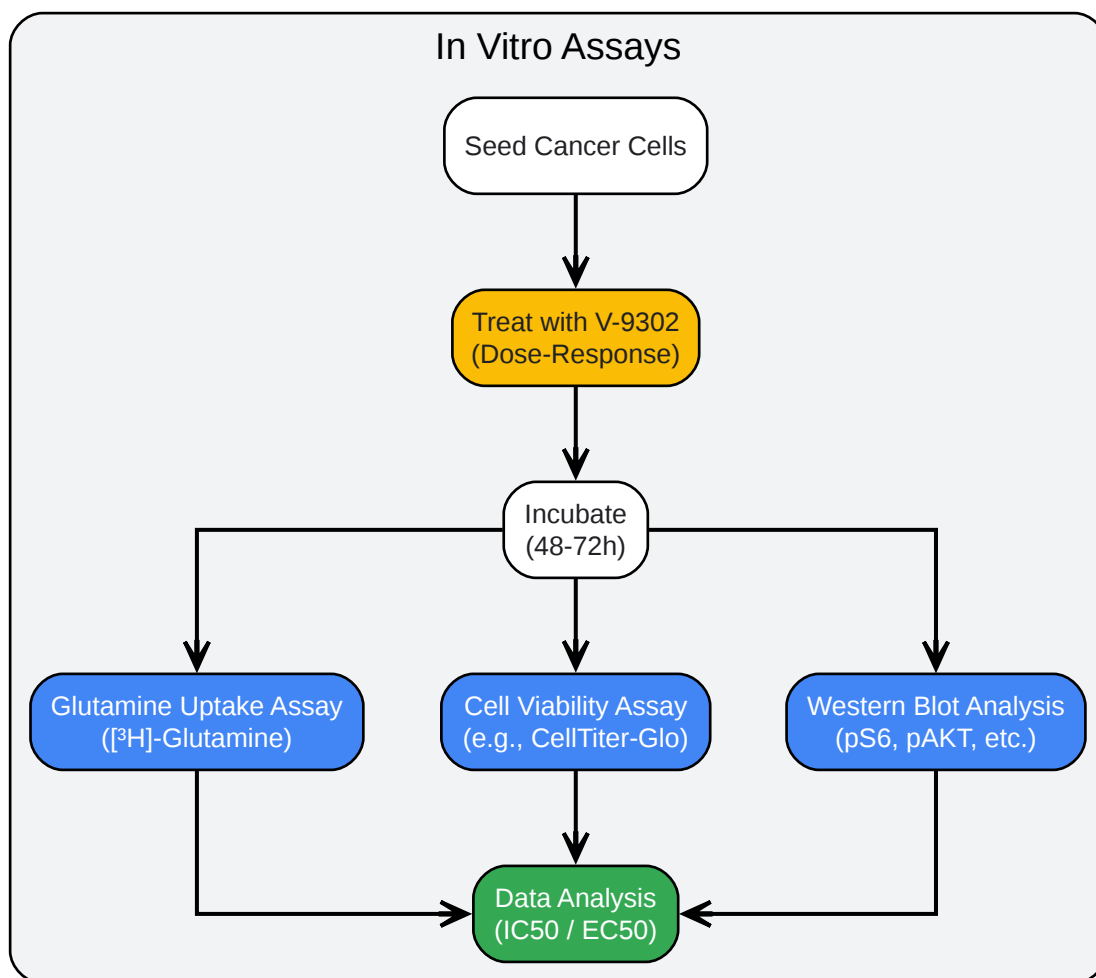 In Vitro Assays
Seed Cancer Cells
Treat with V-9302
(Dose-Response)
Incubate
(48-72h)
Glutamine Uptake Assay
([³H]-Glutamine)
Cell Viability Assay
(e.g., CellTiter-Glo)
Western Blot Analysis
(pS6, pAKT, etc.)
Data Analysis
(IC50 / EC50)